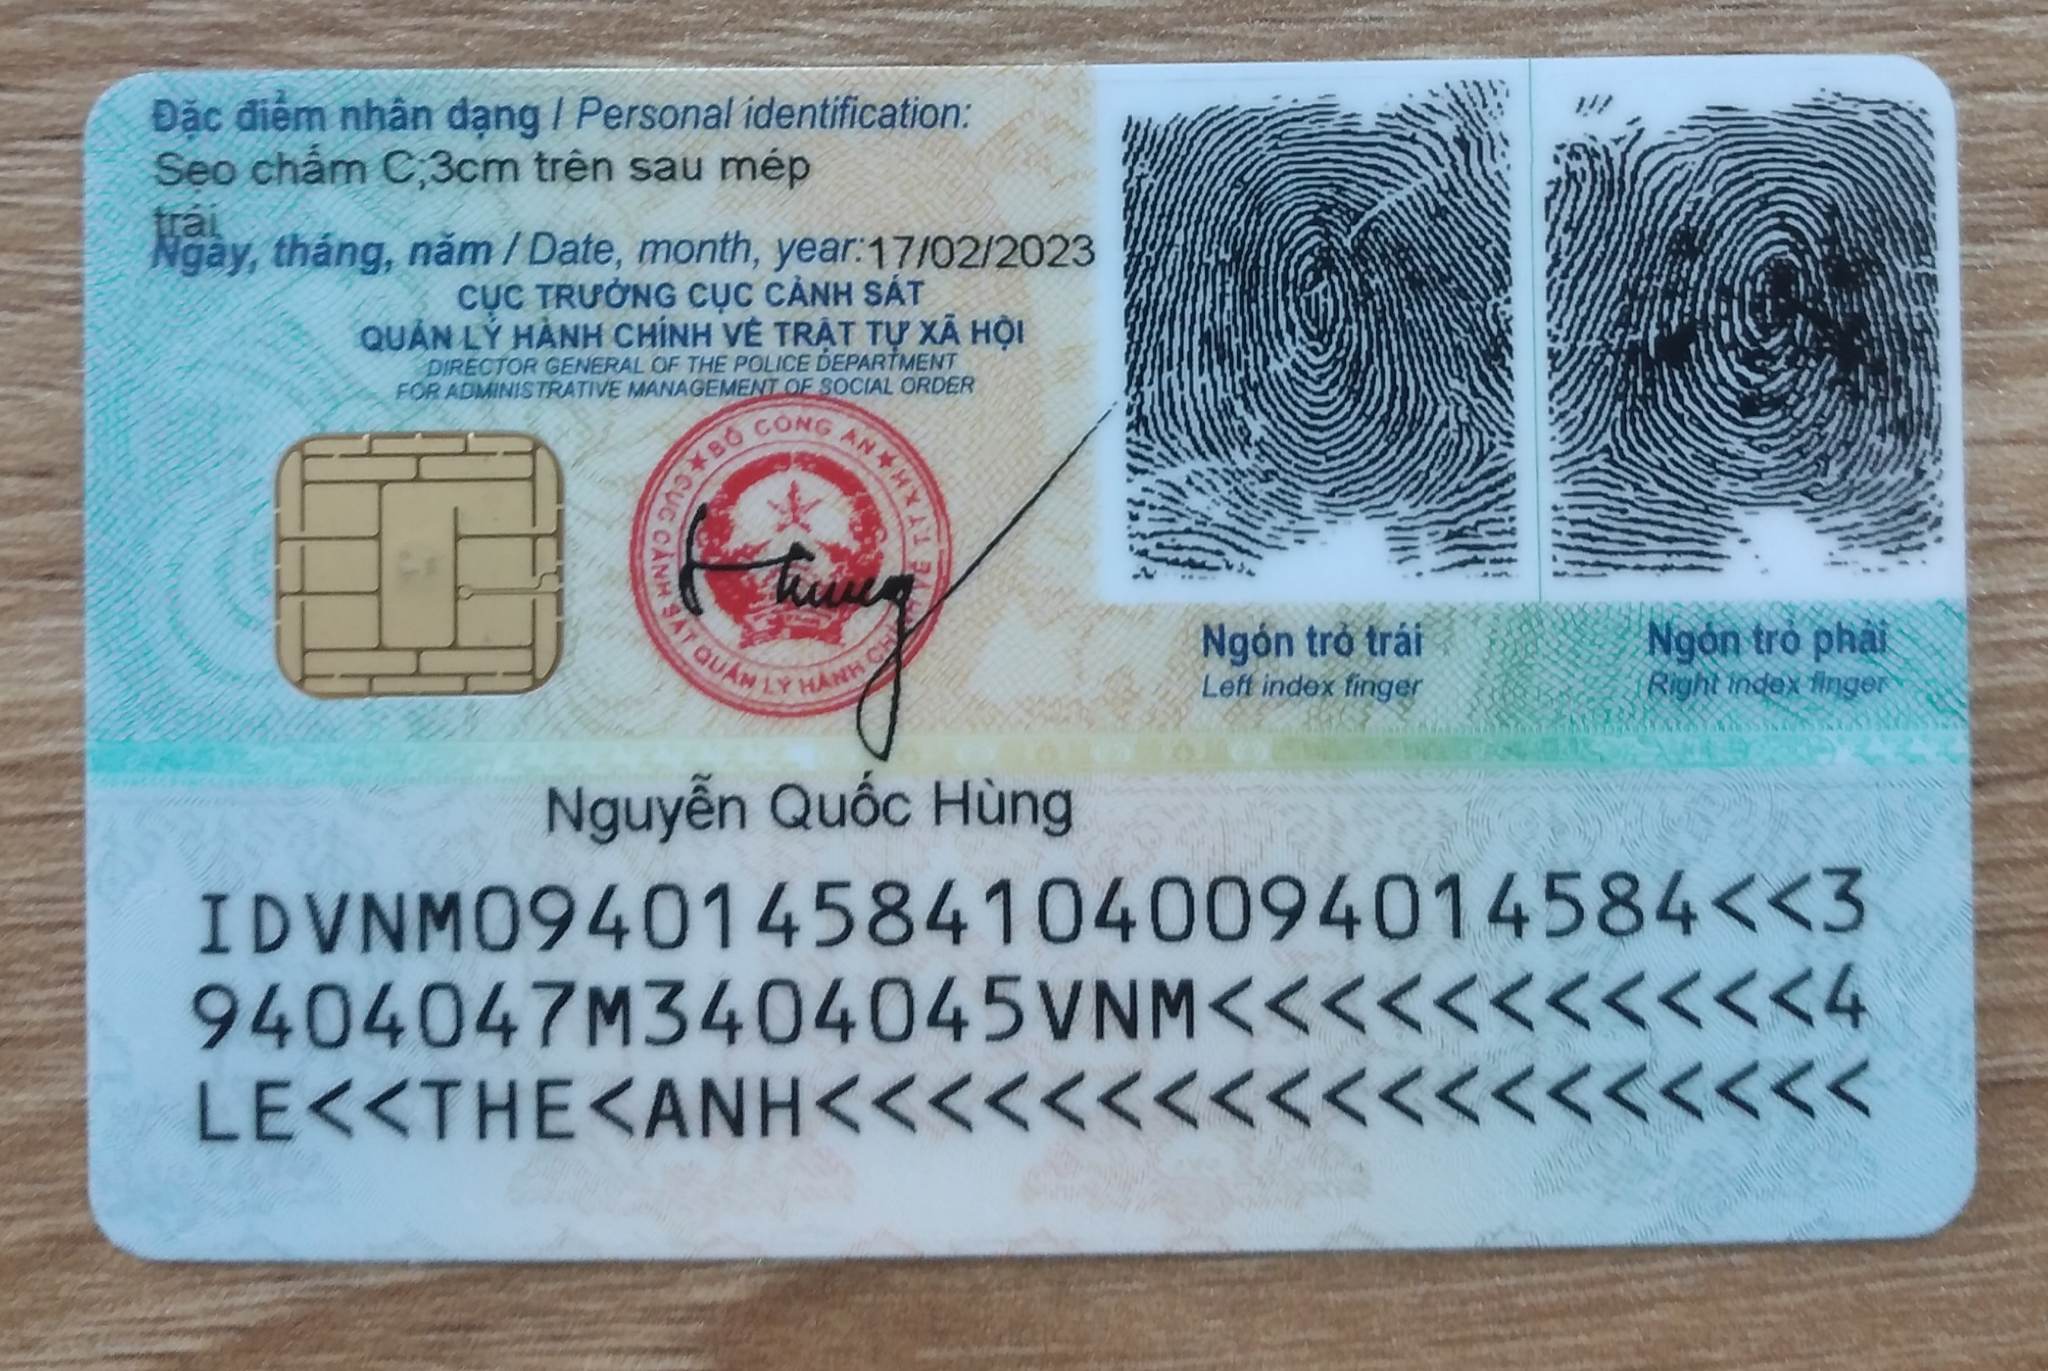 Đặc điểm nhân dạng / Personal identification:
Sẹo chấm C;3cm trên sau mép
trái
Ngày, tháng, năm / Date, month, year:17/02/2023
CỤC TRƯỞNG CỤC CẢNH SÁT
QUẢN LÝ HÀNH CHÍNH VỀ TRẬT TỰ XÃ HỘI
DIRECTOR GENERAL OF THE POLICE DEPARTMENT
FOR ADMINISTRATIVE MANAGEMENT OF SOCIAL ORDER
BỘ CÔNG AN
CỤC CẢNH SÁT QUẢN LÝ HÀNH CHÍNH VỀ TTXH
Hùng
Ngón trỏ trái
Left index finger
Ngón trỏ phải
Right index finger
Nguyễn Quốc Hùng
IDVNM0940145841040094014584<<3
9404047M3404045VNM<<<<<<<<<<<4
LE<<THE<ANH<<<<<<<<<<<<<<<<<<<